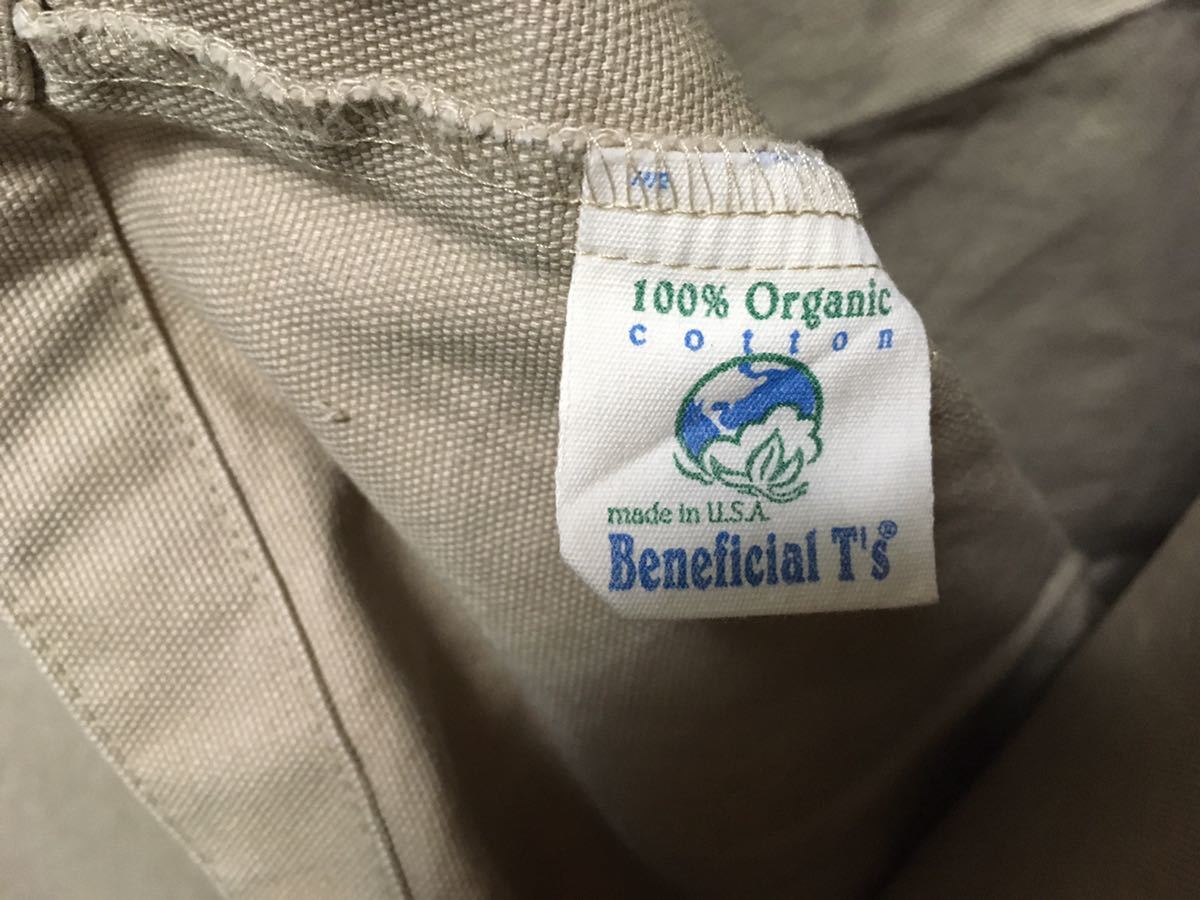 100% Organic
cotton
made in U.S.A.
Beneficial T's®